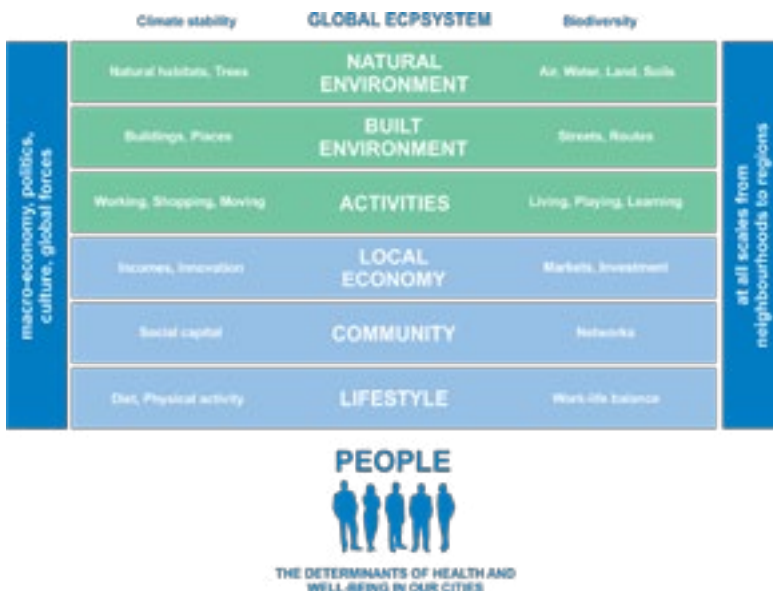 Climate stability GLOBAL ECPSYSTEM Biodiversity
macro-economy, politics,
culture, global forces
Natural habitats, Trees NATURAL
ENVIRONMENT Air, Water, Land, Soils
Buildings, Places BUILT
ENVIRONMENT Streets, Routes
Working, Shopping, Moving ACTIVITIES Living, Playing, Learning
Incomes, Innovation LOCAL
ECONOMY Markets, Investment
Social capital COMMUNITY Networks
Diet, Physical activity LIFESTYLE Work-life balance
at all scales from
neighbourhoods to regions
PEOPLE
THE DETERMINANTS OF HEALTH AND
WELL-BEING IN OUR CITIES